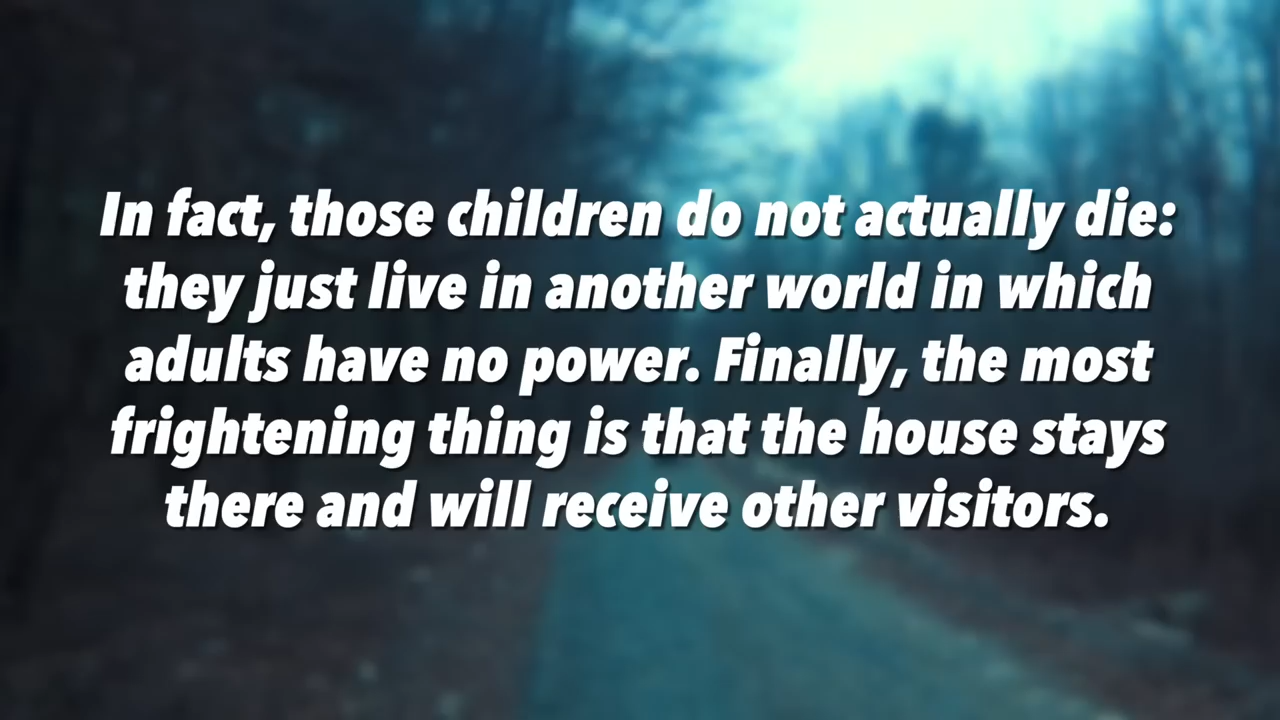 In fact, those children do not actually die:
they just live in another world in which
adults have no power. Finally, the most
frightening thing is that the house stays
there and will receive other visitors.